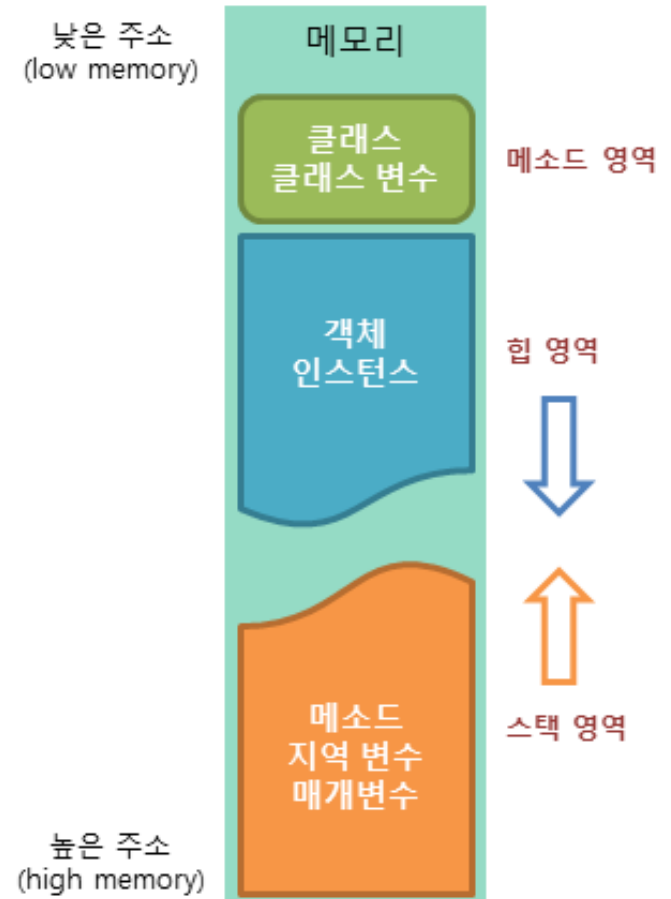 낮은 주소
(low memory)
메모리
클래스
클래스 변수
메소드 영역
객체
인스턴스
힙 영역
메소드
지역 변수
매개변수
스택 영역
높은 주소
(high memory)